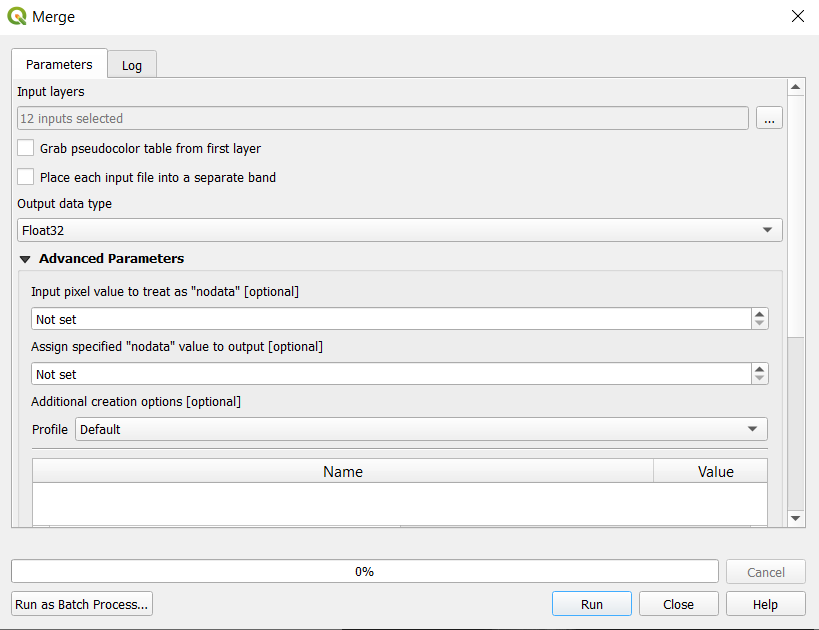 Merge
Parameters
Log
Input layers
12 inputs selected
...
Grab pseudocolor table from first layer
Place each input file into a separate band
Output data type
Float32
Advanced Parameters
Input pixel value to treat as "nodata" [optional]
Not set
Assign specified "nodata" value to output [optional]
Not set
Additional creation options [optional]
Profile Default
Name Value
0%
Cancel
Run as Batch Process...
Run
Close
Help